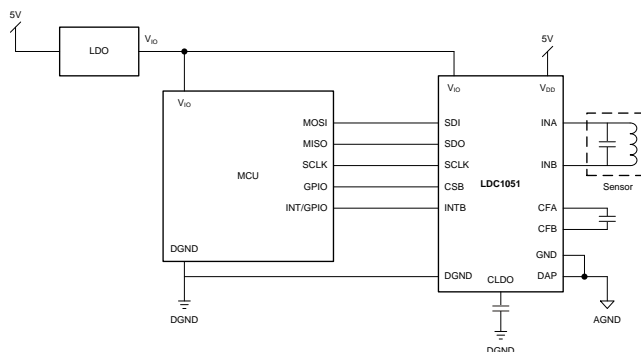 5V
LDO
VIO
5V
VIO
MCU
MOSI
MISO
SCLK
GPIO
INT/GPIO
DGND
DGND
VIO
VDD
SDI
SDO
SCLK
CSB
INTB
LDC1051
INA
INB
CFA
CFB
GND
DAP
DGND
CLDO
Sensor
AGND
DGND